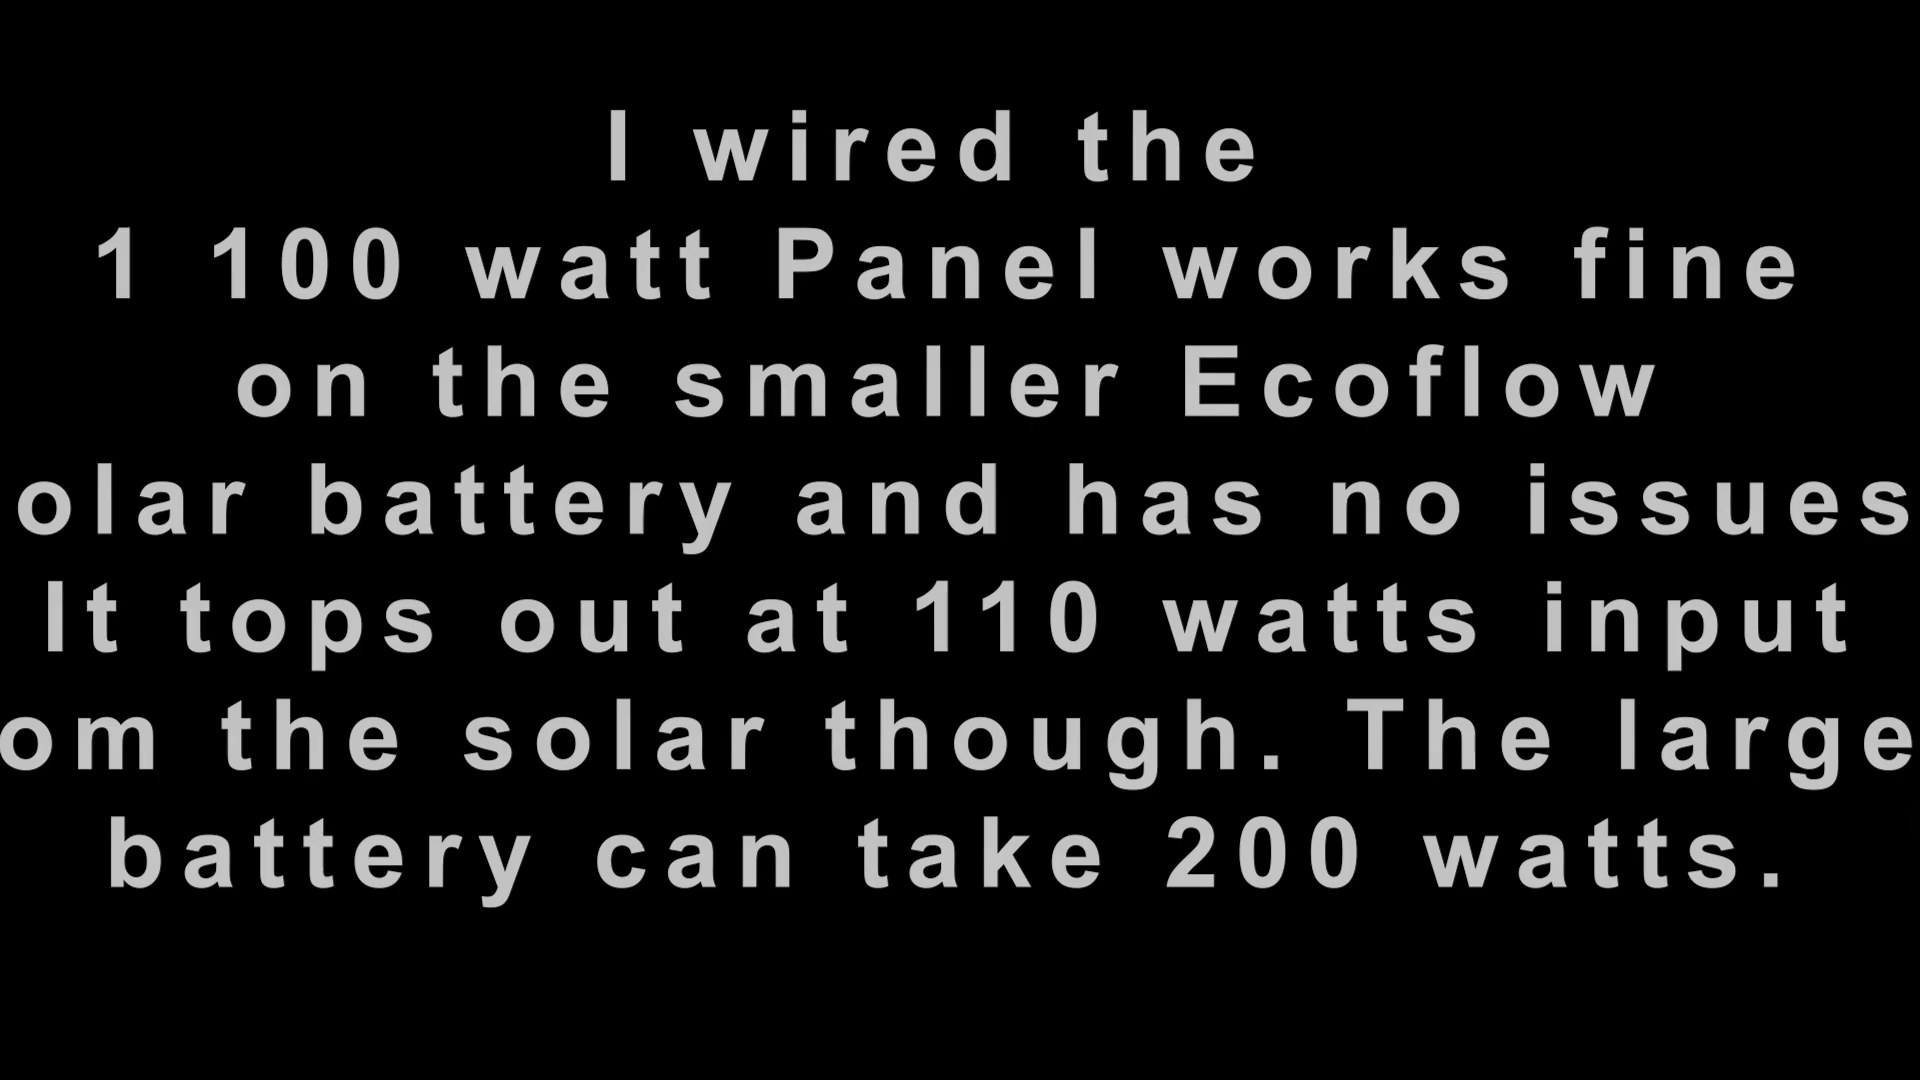 I wired the
1 100 watt Panel works fine
on the smaller Ecoflow
olar battery and has no issues
It tops out at 110 watts input
om the solar though. The large
battery can take 200 watts.